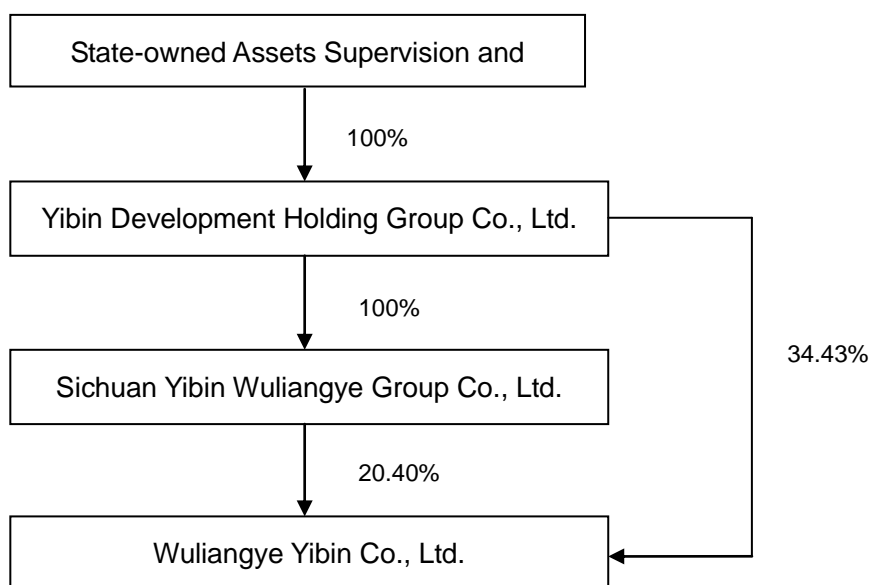 State-owned Assets Supervision and
100%
Yibin Development Holding Group Co., Ltd.
100%
34.43%
Sichuan Yibin Wuliangye Group Co., Ltd.
20.40%
Wuliangye Yibin Co., Ltd.